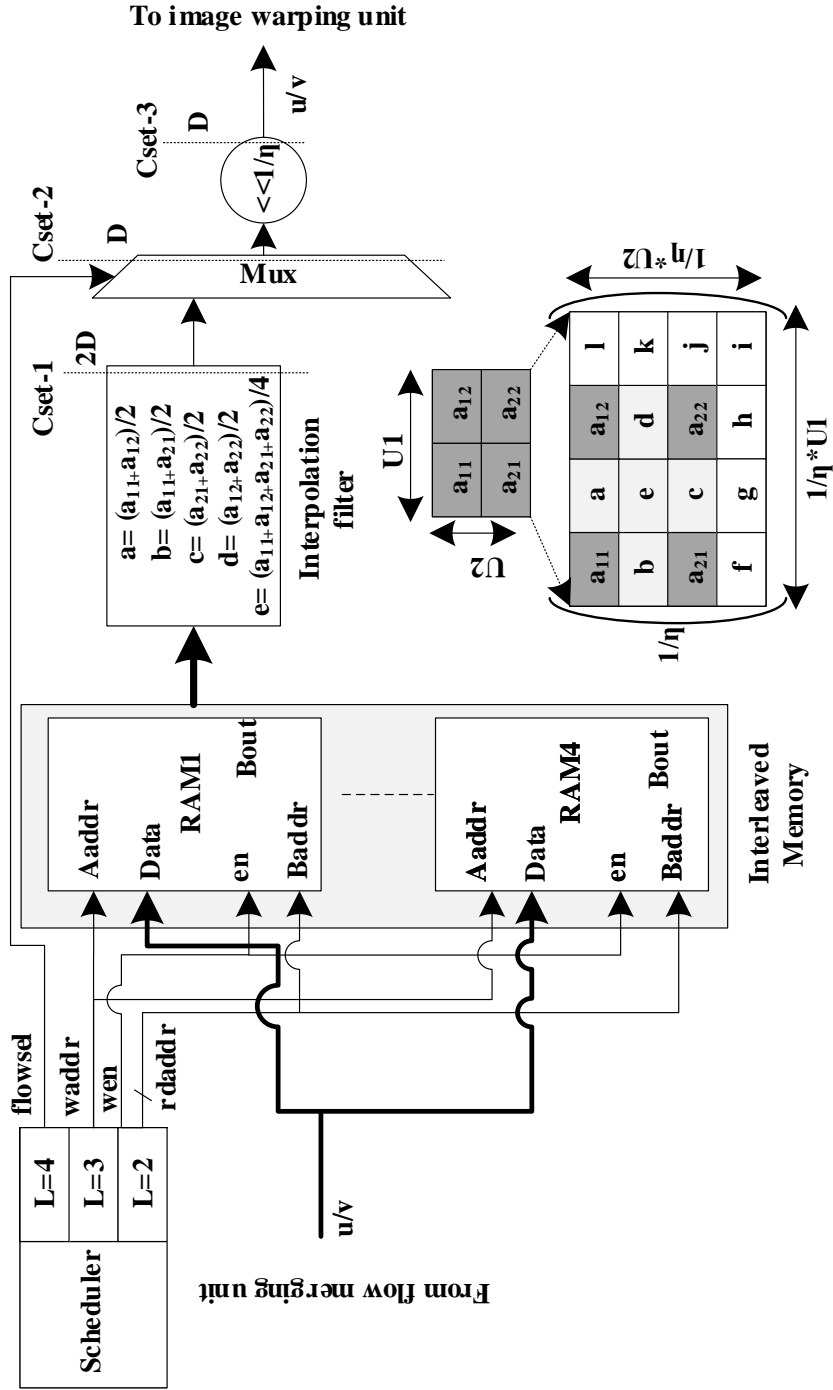 To image warping unit
u/v
Cset-3
D
<<1/η
Cset-2
D
Mux
Cset-1
2D
a= (a11+a12)/2
b= (a11+a21)/2
c= (a21+a22)/2
d= (a12+a22)/2
e= (a11+a12+a21+a22)/4
Interpolation
filter
U1
U2
a11 a12
a21 a22
1/η*U2
1/η
a11 a a12 l
b e d k
a21 c a22 j
f g h i
1/η*U1
Aaddr
Data
RAM1
en
Bout
Baddr
Aaddr
Data
RAM4
en
Bout
Baddr
Interleaved
Memory
flowsel
waddr
wen
rdaddr
Scheduler
L=4
L=3
L=2
u/v
From flow merging unit